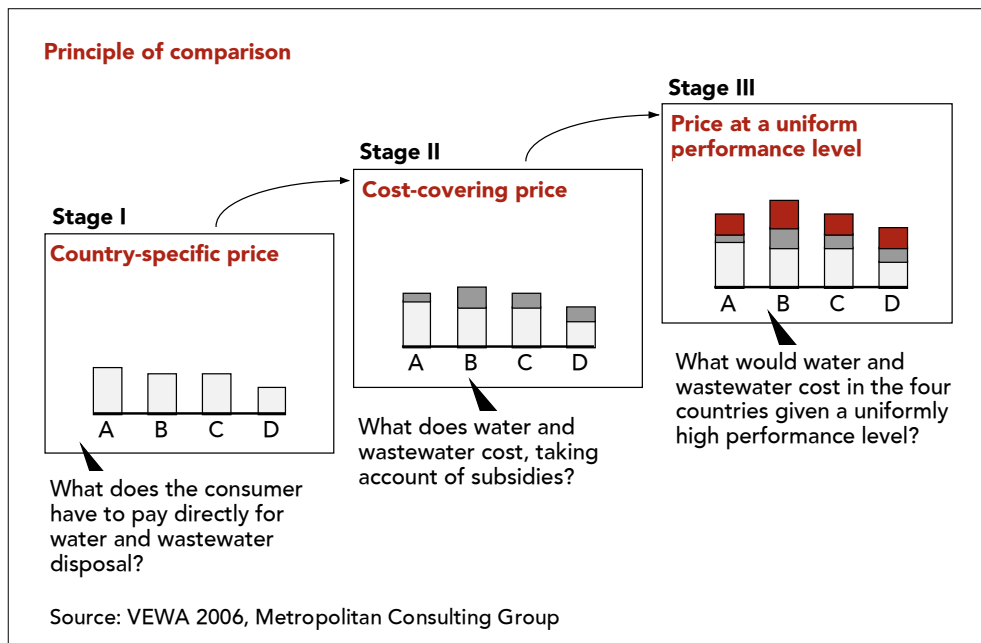 Principle of comparison
Stage I
Country-specific price
A B C D
What does the consumer
have to pay directly for
water and wastewater
disposal?
Stage II
Cost-covering price
A B C D
What does water and
wastewater cost, taking
account of subsidies?
Stage III
Price at a uniform
performance level
A B C D
What would water and
wastewater cost in the four
countries given a uniformly
high performance level?
Source: VEWA 2006, Metropolitan Consulting Group